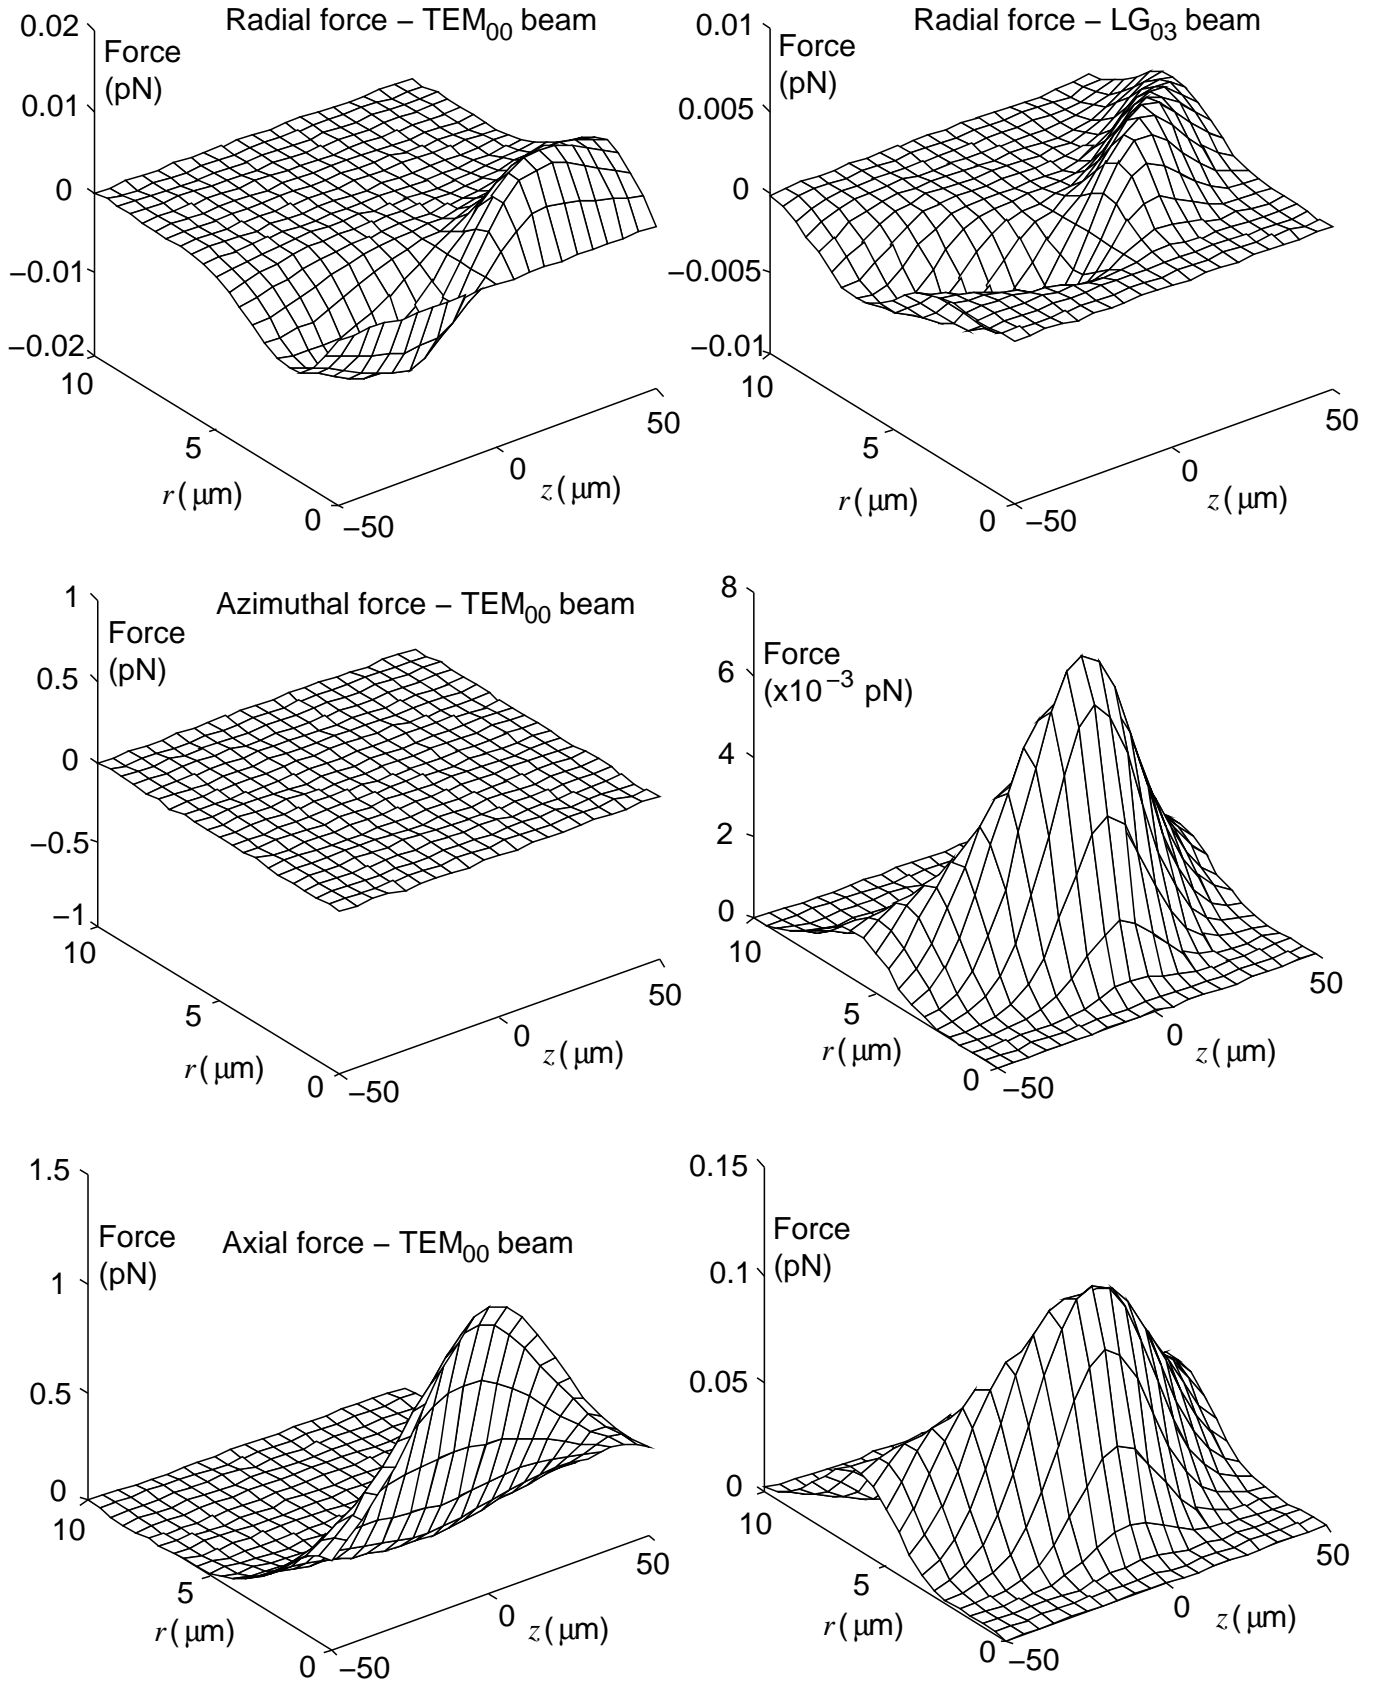 Radial force – TEM00 beam
0.02
Force
(pN)
0.01
0
–0.01
–0.02
10
5
r(μm)
0
–50
0
z(μm)
50
Radial force – LG03 beam
0.01
Force
(pN)
0.005
0
–0.005
–0.01
10
5
r(μm)
0
–50
0
z(μm)
50
Azimuthal force – TEM00 beam
1
Force
(pN)
0.5
0
–0.5
–1
10
5
r(μm)
0
–50
0
z(μm)
50
8
Force
(x10–3 pN)
6
4
2
0
10
5
r(μm)
0
–50
0
z(μm)
50
1.5
Force
(pN)
Axial force – TEM00 beam
1
0.5
0
10
5
r(μm)
0
–50
0
z(μm)
50
0.15
Force
(pN)
0.1
0.05
0
10
5
r(μm)
0
–50
0
z(μm)
50